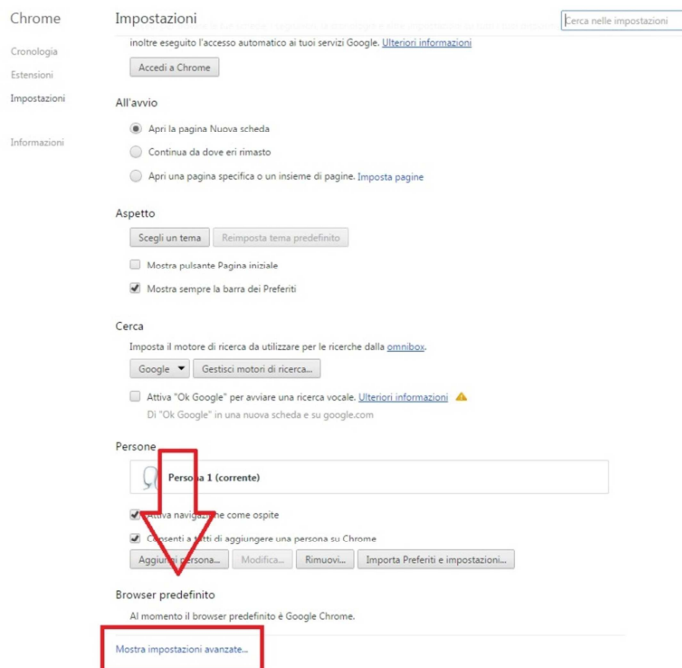 Chrome
Impostazioni
Cerca nelle impostazioni
Cronologia
Estensioni
Impostazioni
Informazioni
inoltre eseguito l'accesso automatico ai tuoi servizi Google. Ulteriori informazioni
Accedi a Chrome
All'avvio
Apri la pagina Nuova scheda
Continua da dove eri rimasto
Apri una pagina specifica o un insieme di pagine. Imposta pagine
Aspetto
Scegli un tema Reimposta tema predefinito
Mostra pulsante Pagina iniziale
Mostra sempre la barra dei Preferiti
Cerca
Imposta il motore di ricerca da utilizzare per le ricerche dalla omnibox.
Google Gestisci motori di ricerca...
Attiva "Ok Google" per avviare una ricerca vocale. Ulteriori informazioni
Di "Ok Google" in una nuova scheda e su google.com
Persone
Persona 1 (corrente)
Attiva navigazione come ospite
Consenti a tutti di aggiungere una persona su Chrome
Aggiungi persona... Modifica... Rimuovi... Importa Preferiti e impostazioni...
Browser predefinito
Al momento il browser predefinito è Google Chrome.
Mostra impostazioni avanzate...